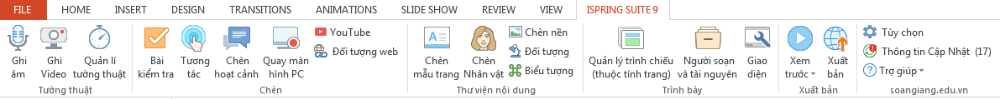 FILE HOME INSERT DESIGN TRANSITIONS ANIMATIONS SLIDE SHOW REVIEW VIEW ISPRING SUITE 9
Ghi âm
Ghi Video
Quản lí tường thuật
Tường thuật
Bài kiểm tra
Tương tác
Chèn hoạt cảnh
Quay màn hình PC
YouTube
Đối tượng web
Chèn
Chèn mẫu trang
Chèn Nhân vật
Chèn nền
Đối tượng
Biểu tượng
Thư viện nội dung
Quản lý trình chiếu (thuộc tính trang)
Người soạn và tài nguyên
Giao diện
Trình bày
Xem trước
Xuất bản
Xuất bản
Tùy chọn
Thông tin Cập Nhật (17)
Trợ giúp
soangiang.edu.vn